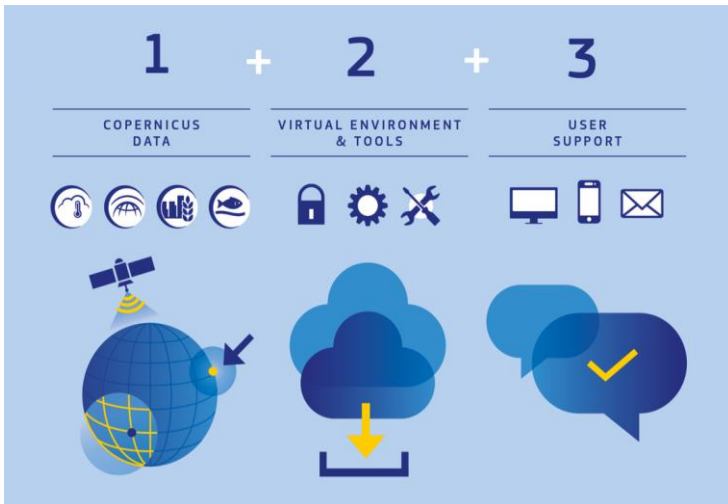 1 + 2 + 3
COPERNICUS
DATA
VIRTUAL ENVIRONMENT
& TOOLS
USER
SUPPORT